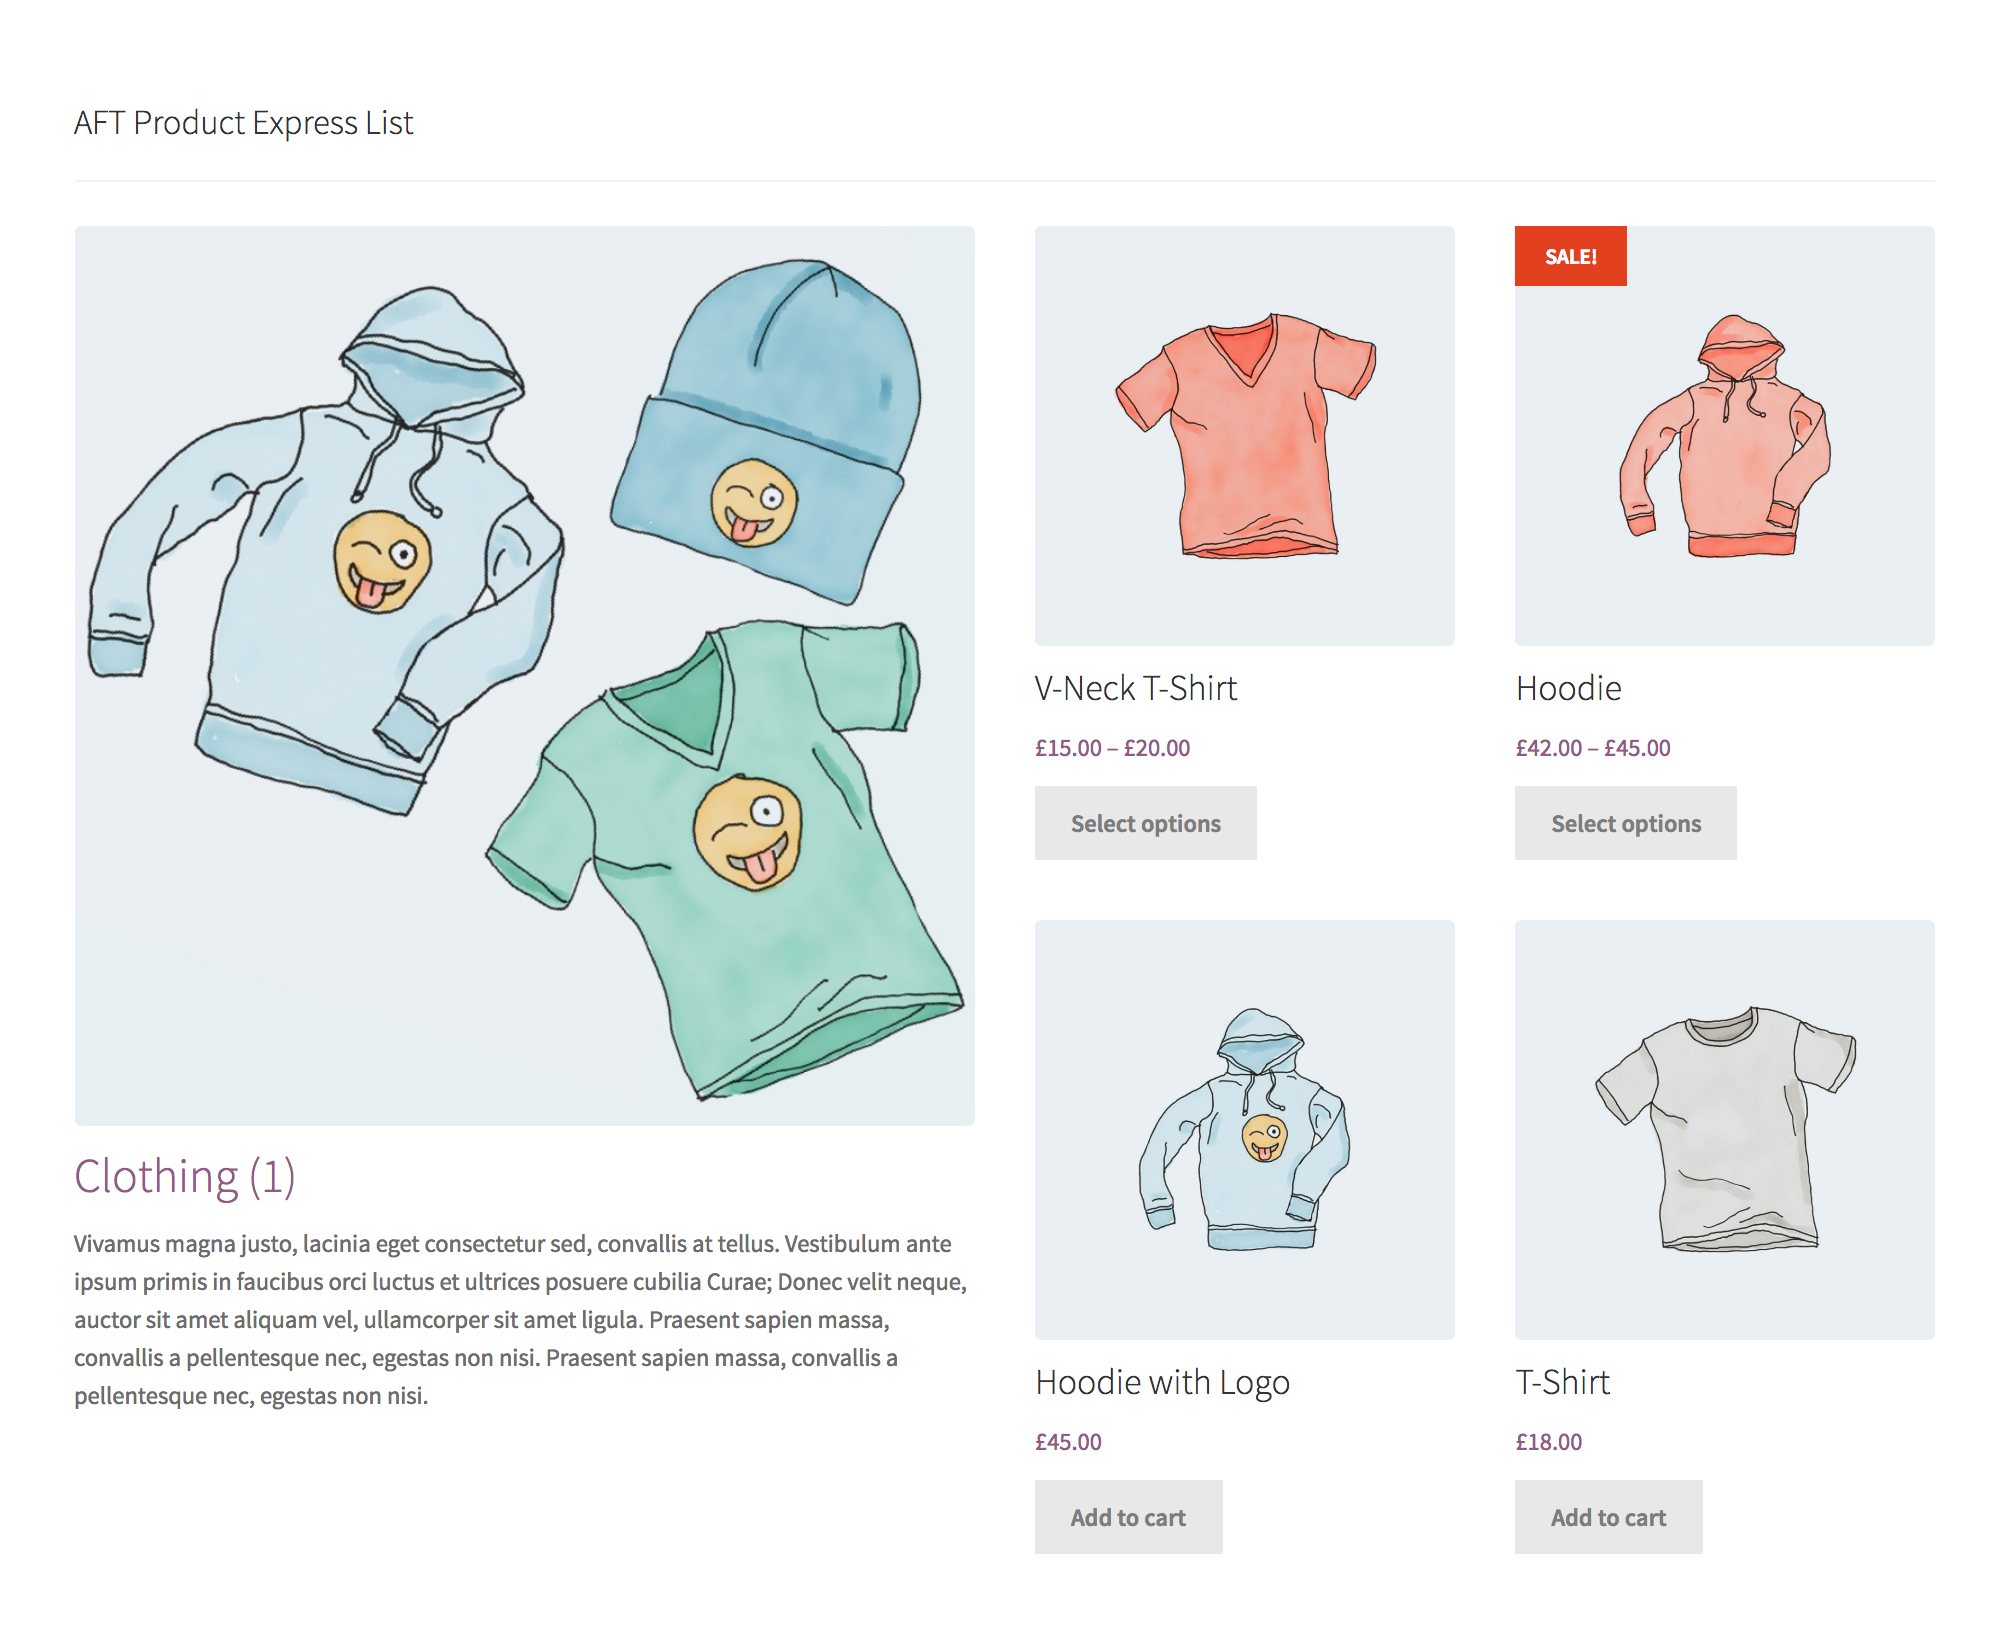 AFT Product Express List
Clothing (1)
Vivamus magna justo, lacinia eget consectetur sed, convallis at tellus. Vestibulum ante
ipsum primis in faucibus orci luctus et ultrices posuere cubilia Curae; Donec velit neque,
auctor sit amet aliquam vel, ullamcorper sit amet ligula. Praesent sapien massa,
convallis a pellentesque nec, egestas non nisi. Praesent sapien massa, convallis a
pellentesque nec, egestas non nisi.
V-Neck T-Shirt
£15.00 – £20.00
Select options
SALE!
Hoodie
£42.00 – £45.00
Select options
Hoodie with Logo
£45.00
Add to cart
T-Shirt
£18.00
Add to cart